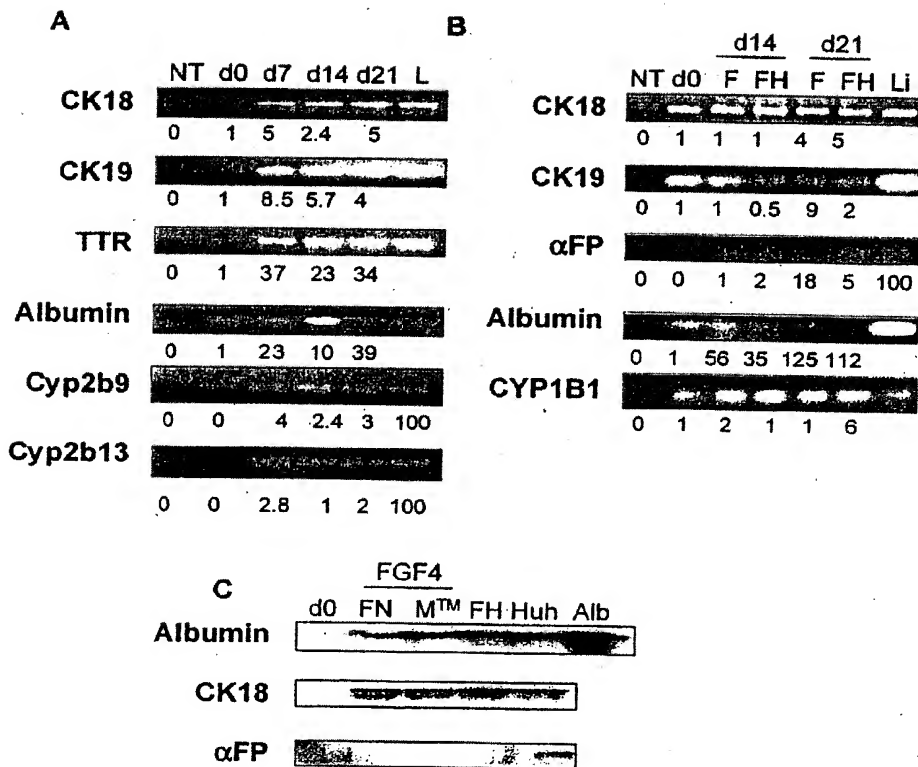 A
NT d0 d7 d14 d21 L
CK18
0 1 5 2.4 5
CK19
0 1 8.5 5.7 4
TTR
0 1 37 23 34
Albumin
0 1 23 10 39
Cyp2b9
0 0 4 2.4 3 100
Cyp2b13
0 0 2.8 1 2 100
B
d14 d21
NT d0 F FH F FH Li
CK18
0 1 1 1 4 5
CK19
0 1 1 0.5 9 2
αFP
0 0 1 2 18 5 100
Albumin
0 1 56 35 125 112
CYP1B1
0 1 2 1 1 6
C
FGF4
d0 FN M™ FH Huh Alb
Albumin
CK18
αFP